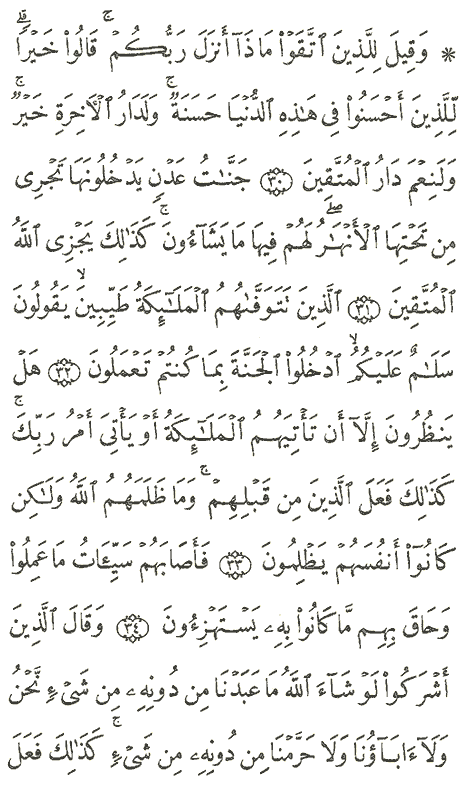 * وَقِيلَ لِلَّذِينَ ٱتَّقَوۡاْ مَاذَآ أَنزَلَ رَبُّكُمۡۚ قَالُواْ خَيۡرٗاۗ
لِّلَّذِينَ أَحۡسَنُواْ فِي هَٰذِهِ ٱلدُّنۡيَا حَسَنَةٞۚ وَلَدَارُ ٱلۡأٓخِرَةِ خَيۡرٞۚ
وَلَنِعۡمَ دَارُ ٱلۡمُتَّقِينَ ٣٠ جَنَّٰتُ عَدۡنٖ يَدۡخُلُونَهَا تَجۡرِي
مِن تَحۡتِهَا ٱلۡأَنۡهَٰرُۖ لَهُمۡ فِيهَا مَا يَشَآءُونَۚ كَذَٰلِكَ يَجۡزِي ٱللَّهُ
ٱلۡمُتَّقِينَ ٣١ ٱلَّذِينَ تَتَوَفَّىٰهُمُ ٱلۡمَلَٰٓئِكَةُ طَيِّبِينَۙ يَقُولُونَ
سَلَٰمٌ عَلَيۡكُمُۙ ٱدۡخُلُواْ ٱلۡجَنَّةَ بِمَا كُنتُمۡ تَعۡمَلُونَ ٣٢ هَلۡ
يَنظُرُونَ إِلَّآ أَن تَأۡتِيَهُمُ ٱلۡمَلَٰٓئِكَةُ أَوۡ يَأۡتِيَ أَمۡرُ رَبِّكَۚ
كَذَٰلِكَ فَعَلَ ٱلَّذِينَ مِن قَبۡلِهِمۡۚ وَمَا ظَلَمَهُمُ ٱللَّهُ وَلَٰكِن
كَانُوٓاْ أَنفُسَهُمۡ يَظۡلِمُونَ ٣٣ فَأَصَابَهُمۡ سَيِّـَٔاتُ مَا عَمِلُواْ
وَحَاقَ بِهِم مَّا كَانُواْ بِهِۦ يَسۡتَهۡزِءُونَ ٣٤ وَقَالَ ٱلَّذِينَ
أَشۡرَكُواْ لَوۡ شَآءَ ٱللَّهُ مَا عَبَدۡنَا مِن دُونِهِۦ مِن شَيۡءٖ نَّحۡنُ
وَلَآ ءَابَآؤُنَا وَلَا حَرَّمۡنَا مِن دُونِهِۦ مِن شَيۡءٖۚ كَذَٰلِكَ فَعَلَ